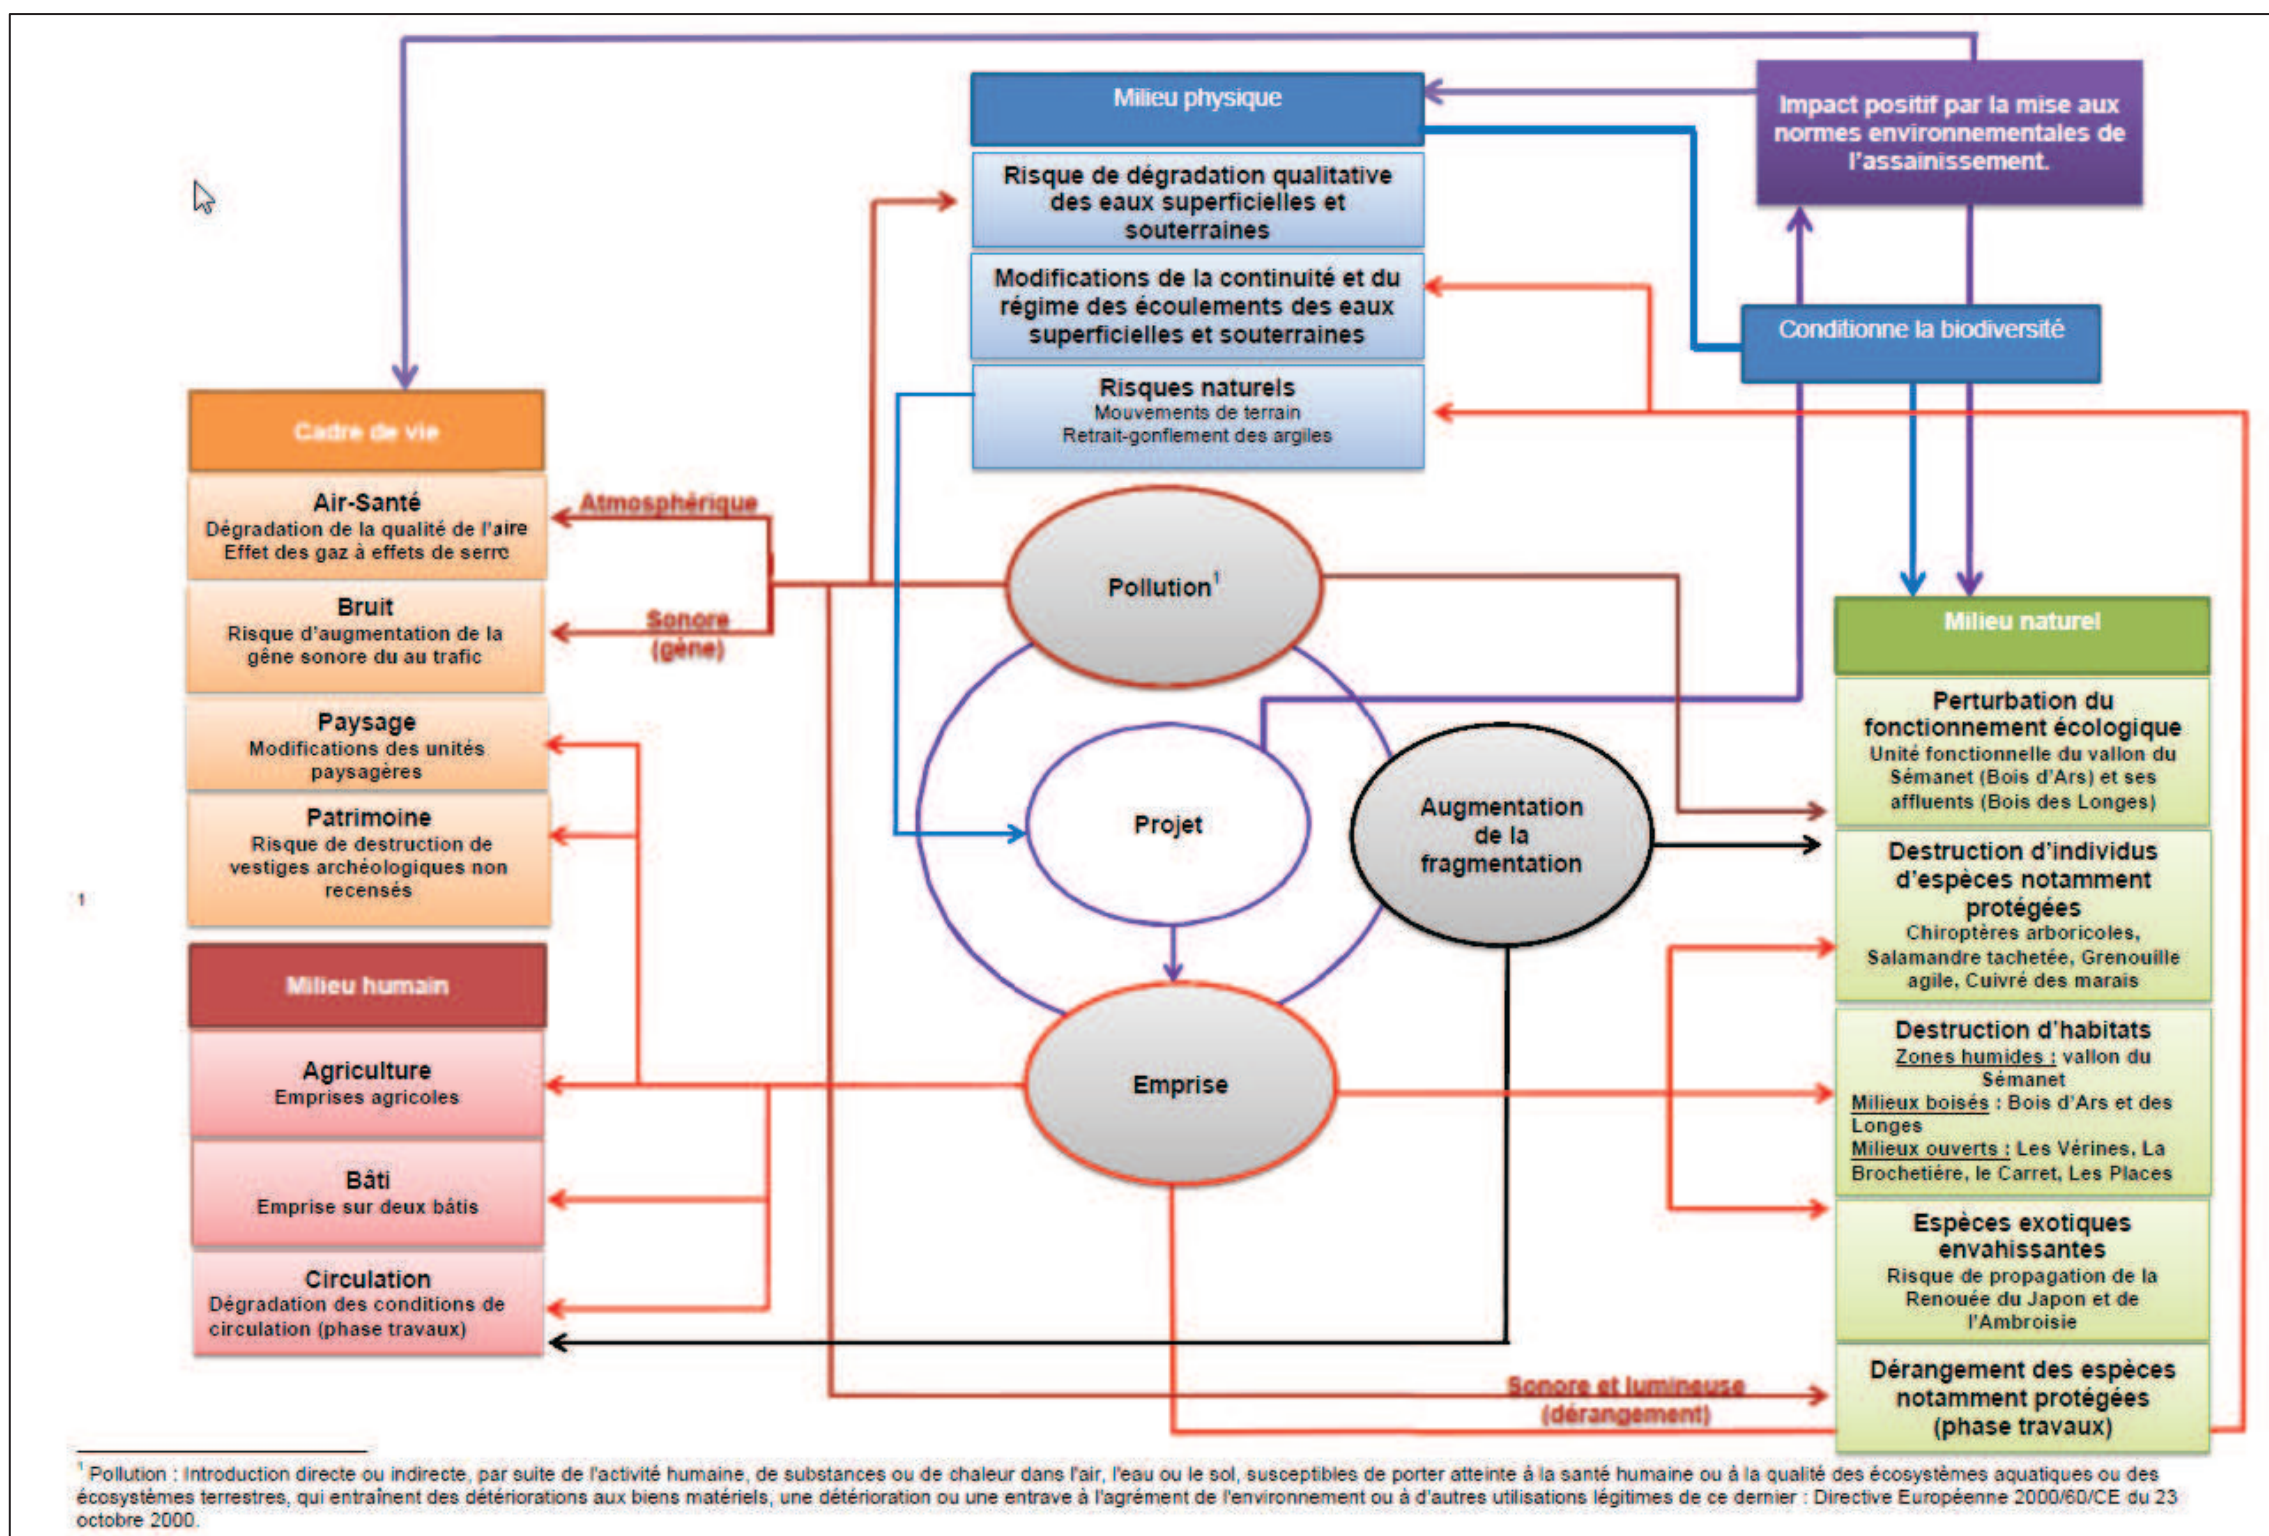 Milieu physique
Impact positif par la mise aux
normes environnementales de
l'assainissement.
Risque de dégradation qualitative
des eaux superficielles et
souterraines
Modifications de la continuité et du
régime des écoulements des eaux
superficielles et souterraines
Conditionne la biodiversité
Risques naturels
Mouvements de terrain
Retrait-gonflement des argiles
Cadre de vie
Air-Santé
Dégradation de la qualité de l'aire
Effet des gaz à effets de serre
Bruit
Risque d'augmentation de la
gêne sonore du au trafic
Paysage
Modifications des unités
paysagères
Patrimoine
Risque de destruction de
vestiges archéologiques non
recensés
1
Milieu humain
Agriculture
Emprises agricoles
Bâti
Emprise sur deux bâtis
Circulation
Dégradation des conditions de
circulation (phase travaux)
Atmosphérique
Sonore
(gène)
Pollution1
Projet
Augmentation
de la
fragmentation
Emprise
Milieu naturel
Perturbation du
fonctionnement écologique
Unité fonctionnelle du vallon du
Sémanet (Bois d'Ars) et ses
affluents (Bois des Longes)
Destruction d'individus
d'espèces notamment
protégées
Chiroptères arboricoles,
Salamandre tachetée, Grenouille
agile, Cuivré des marais
Destruction d'habitats
Zones humides : vallon du
Sémanet
Milieux boisés : Bois d'Ars et des
Longes
Milieux ouverts : Les Vérines, La
Brochetière, le Carret, Les Places
Espèces exotiques
envahissantes
Risque de propagation de la
Renouée du Japon et de
l'Ambroisie
Sonore et lumineuse
(dérangement)
Dérangement des espèces
notamment protégées
(phase travaux)
1 Pollution : Introduction directe ou indirecte, par suite de l'activité humaine, de substances ou de chaleur dans l'air, l'eau ou le sol, susceptibles de porter atteinte à la santé humaine ou à la qualité des écosystèmes aquatiques ou des
écosystèmes terrestres, qui entraînent des détériorations aux biens matériels, une détérioration ou une entrave à l'agrément de l'environnement ou à d'autres utilisations légitimes de ce dernier : Directive Européenne 2000/60/CE du 23
octobre 2000.